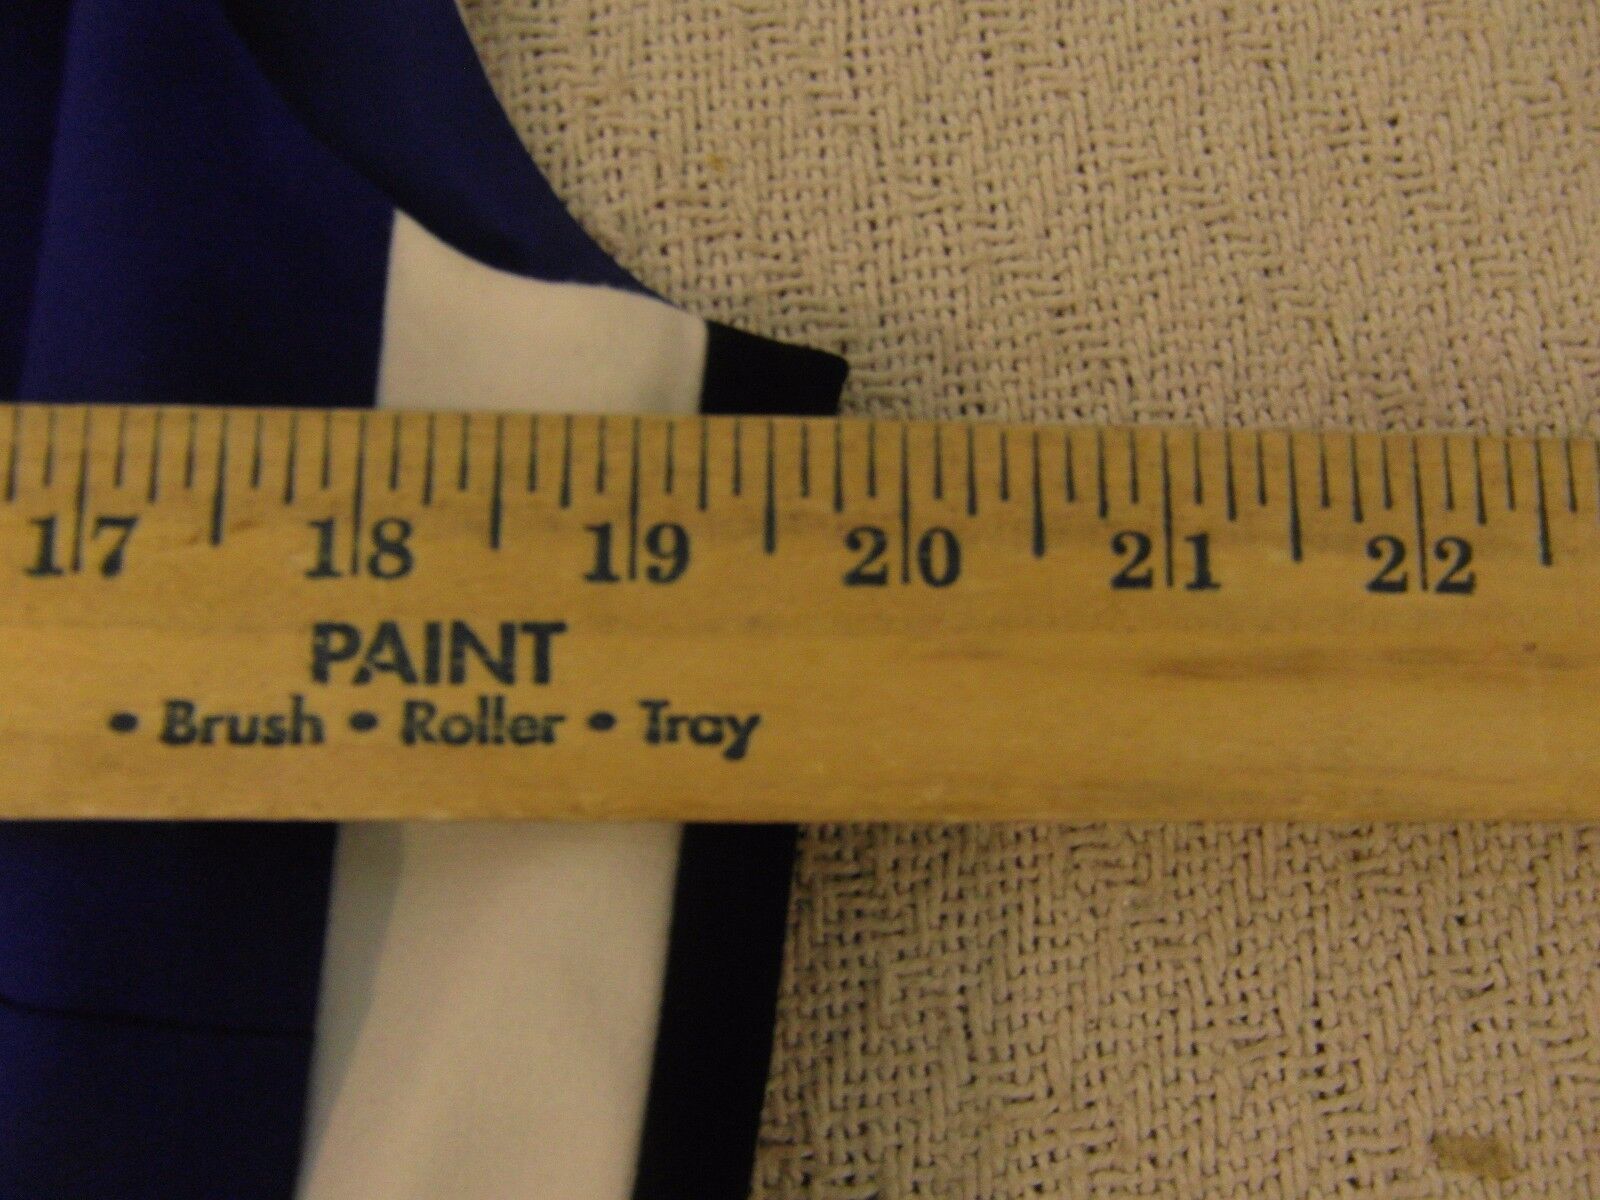 17 18 19 20 21 22
PAINT
• Brush • Roller • Tray